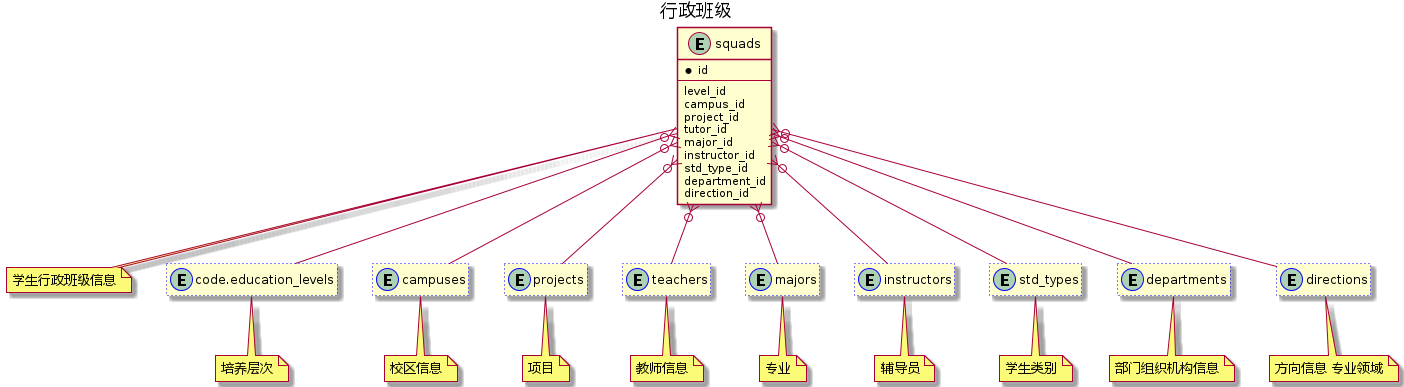 行政班级
E squads
id
level_id
campus_id
project_id
tutor_id
major_id
instructor_id
std_type_id
department_id
direction_id
学生行政班级信息
E code.education_levels
E campuses
E projects
E teachers
E majors
E instructors
E std_types
E departments
E directions
培养层次
校区信息
项目
教师信息
专业
辅导员
学生类别
部门组织机构信息
方向信息 专业领域